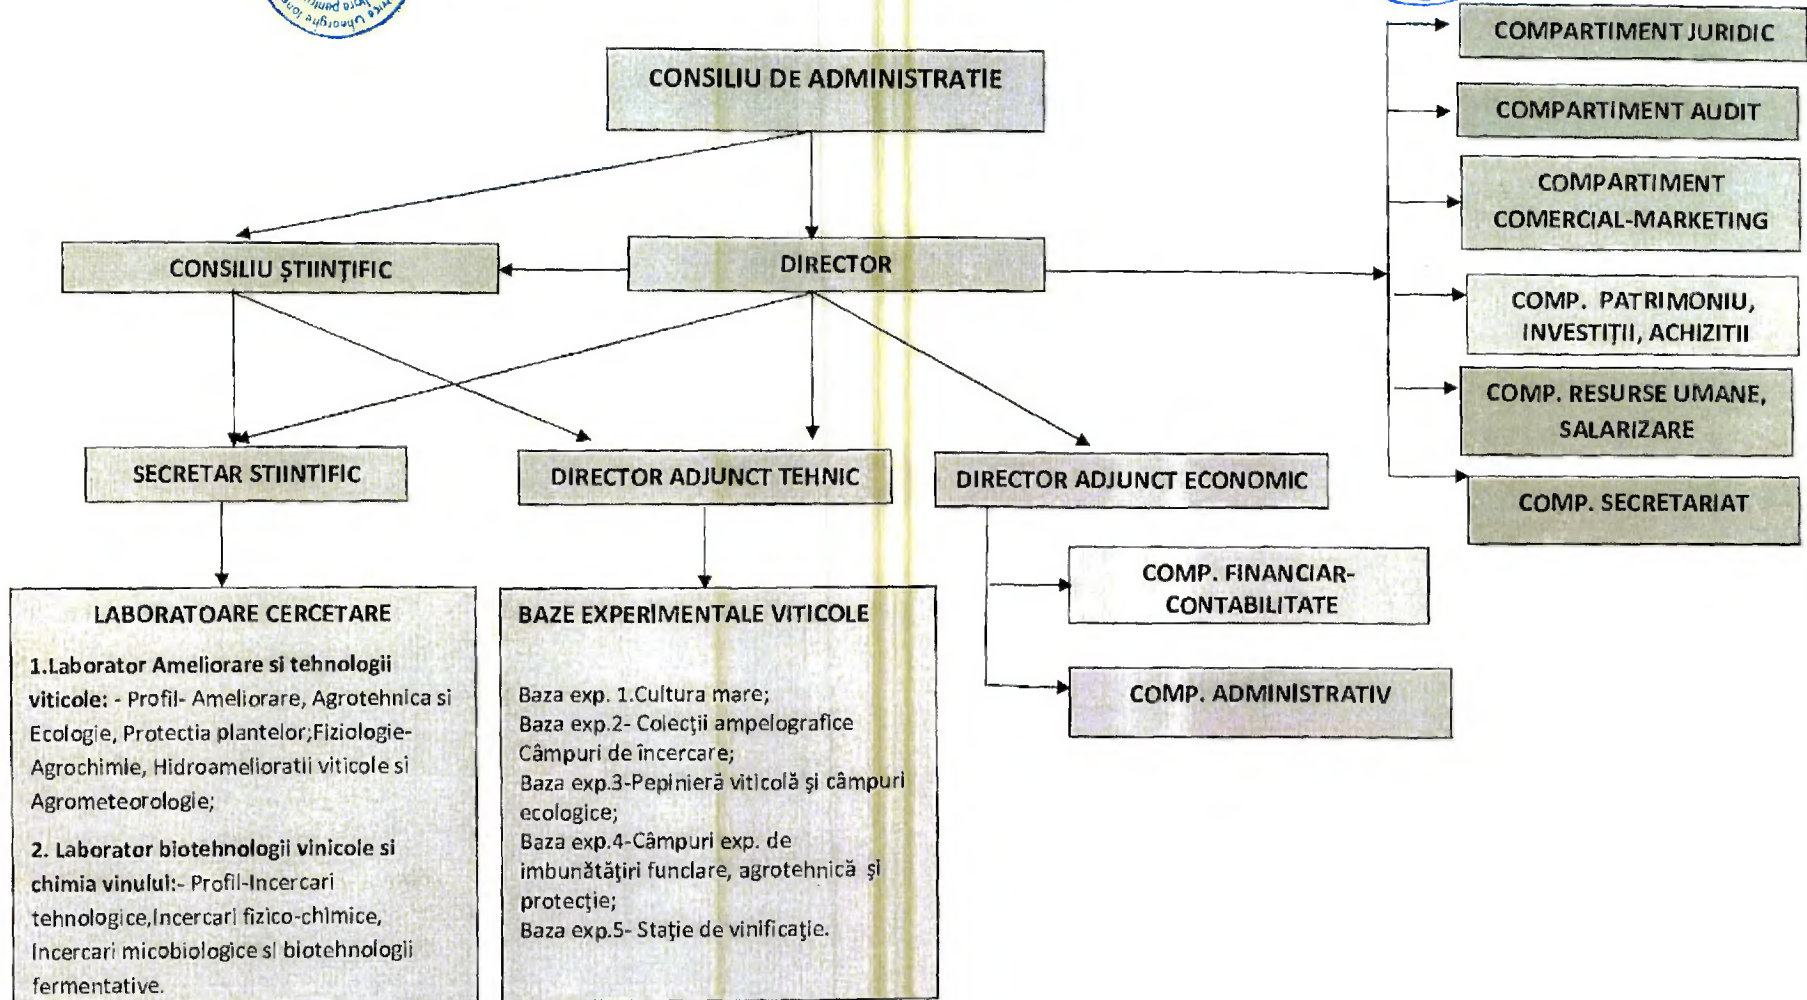 CONSILIU DE ADMINISTRATIE
CONSILIU ŞTIINŢIFIC
DIRECTOR
SECRETAR STIINTIFIC
DIRECTOR ADJUNCT TEHNIC
DIRECTOR ADJUNCT ECONOMIC
COMPARTIMENT JURIDIC
COMPARTIMENT AUDIT
COMPARTIMENT
COMERCIAL-MARKETING
COMP. PATRIMONIU,
INVESTIŢII, ACHIZITII
COMP. RESURSE UMANE,
SALARIZARE
COMP. SECRETARIAT
COMP. FINANCIAR-
CONTABILITATE
COMP. ADMINISTRATIV
LABORATOARE CERCETARE
1.Laborator Ameliorare si tehnologii
viticole: - Profil- Ameliorare, Agrotehnica si
Ecologie, Protectia plantelor;Fiziologie-
Agrochimie, Hidroamelioratii viticole si
Agrometeorologie;
2. Laborator biotehnologii vinicole si
chimia vinului:- Profil-Incercari
tehnologice,Incercari fizico-chimice,
Incercari micobiologice si biotehnologii
fermentative.
BAZE EXPERIMENTALE VITICOLE
Baza exp. 1.Cultura mare;
Baza exp.2- Colecţii ampelografice
Câmpuri de încercare;
Baza exp.3-Pepinieră viticolă şi câmpuri
ecologice;
Baza exp.4-Câmpuri exp. de
imbunătăţiri funciare, agrotehnică şi
protecţie;
Baza exp.5- Staţie de vinificaţie.